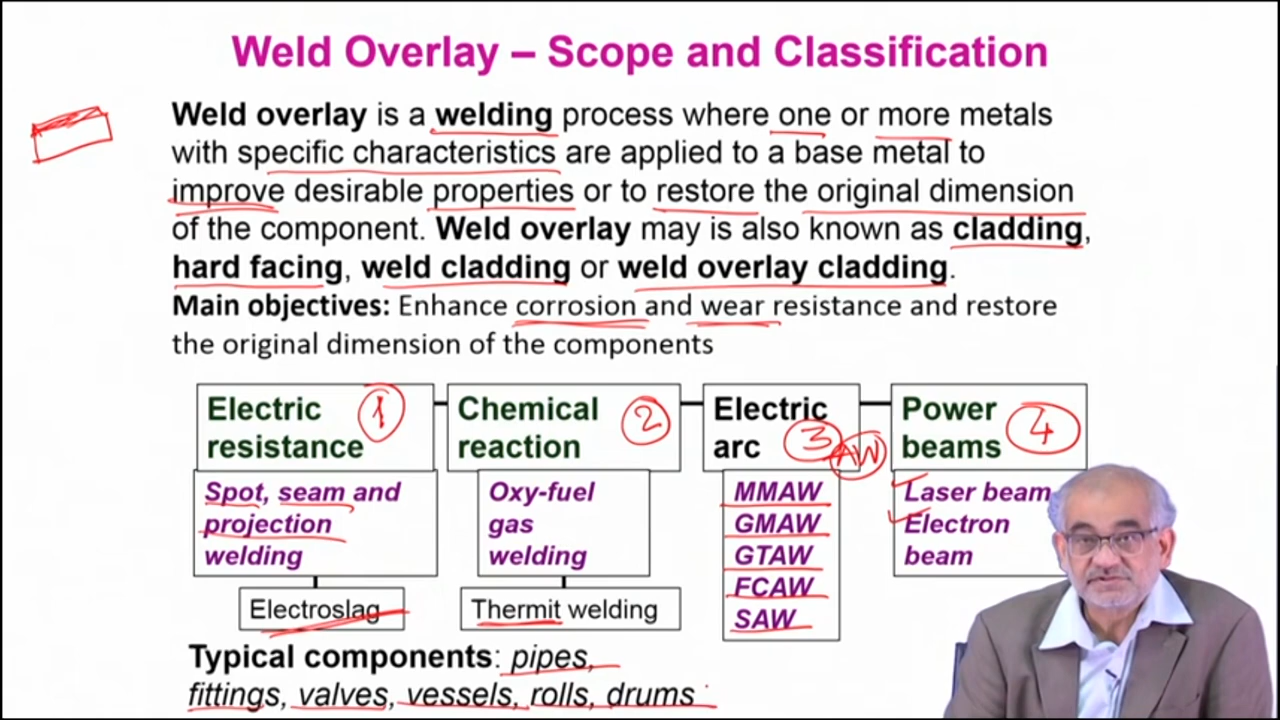 Weld Overlay – Scope and Classification
Weld overlay is a welding process where one or more metals
with specific characteristics are applied to a base metal to
improve desirable properties or to restore the original dimension
of the component. Weld overlay may is also known as cladding,
hard facing, weld cladding or weld overlay cladding.
Main objectives: Enhance corrosion and wear resistance and restore
the original dimension of the components
Electric
resistance
1
Spot, seam and
projection
welding
Electroslag
Chemical
reaction
2
Oxy-fuel
gas
welding
Thermit welding
Electric
arc
3
AW
MMAW
GMAW
GTAW
FCAW
SAW
Power
beams
4
Laser beam
Electron
beam
Typical components: pipes,
fittings, valves, vessels, rolls, drums